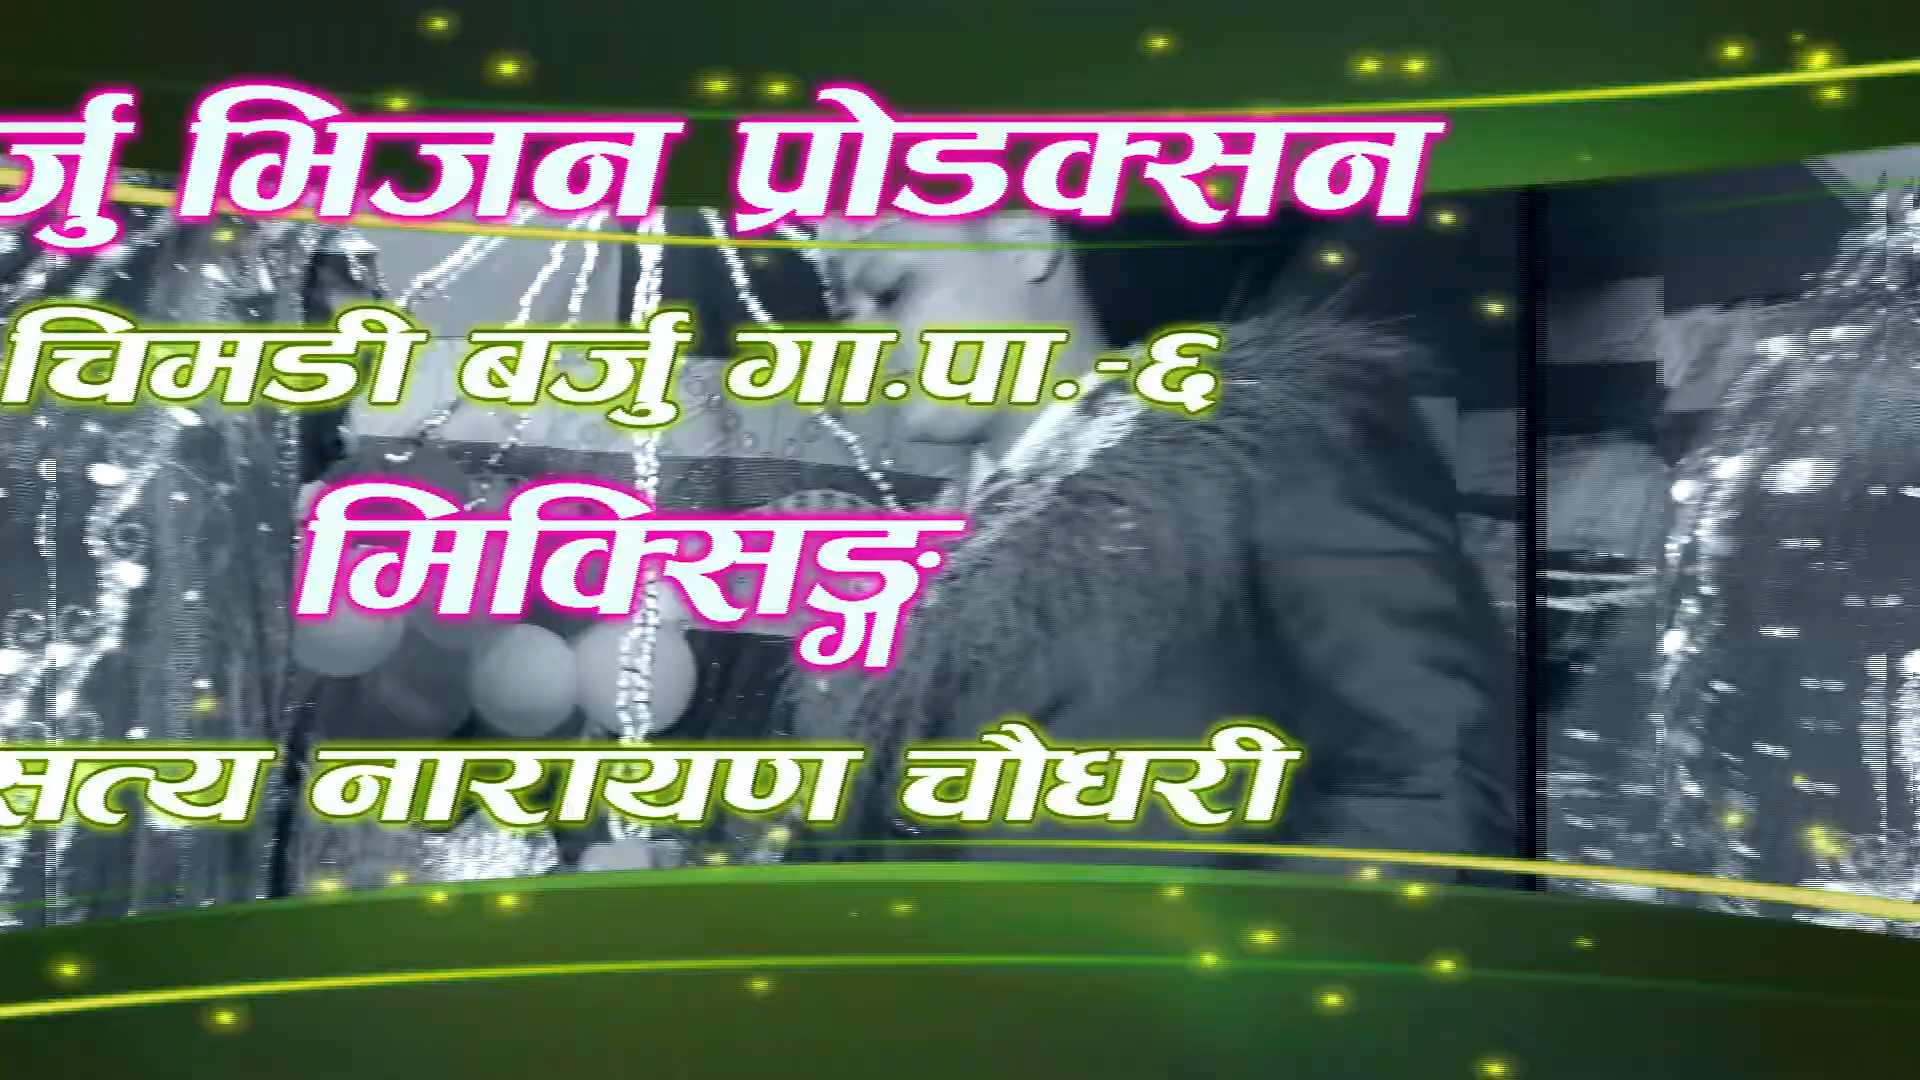 र्जु भिजन प्रोडक्सन
चिमडी बर्जु गा.पा.-६
मिक्सिङ्ग
सत्य नारायण चौधरी